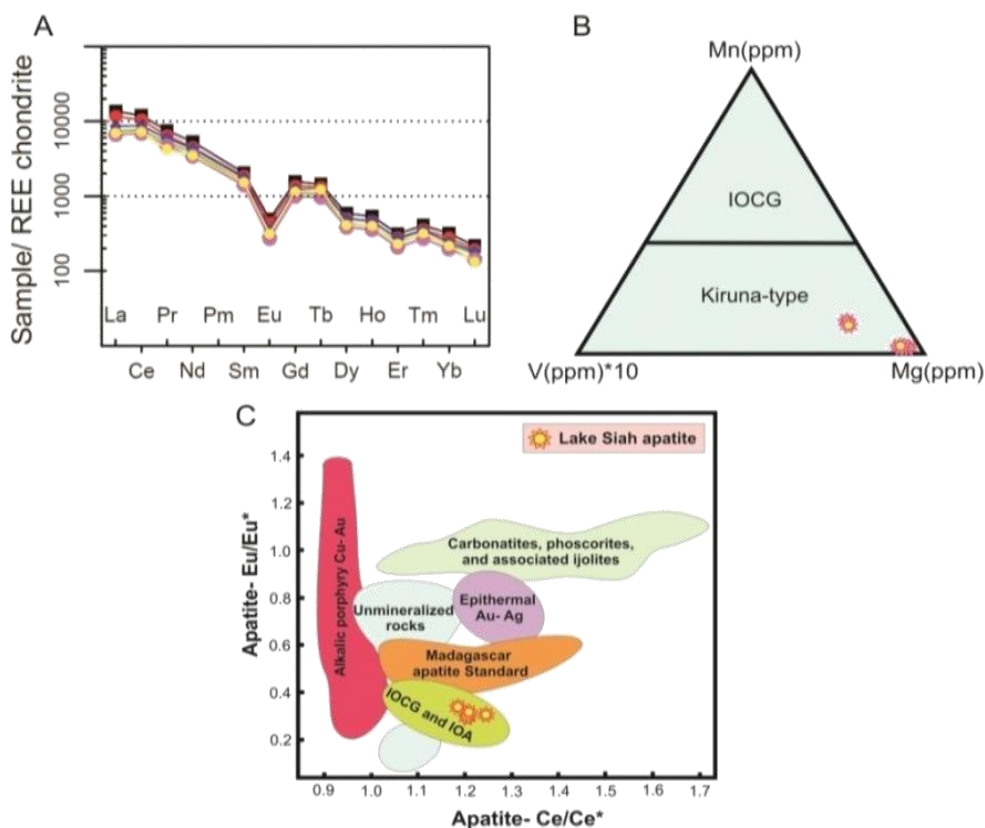 A
Sample/ REE chondrite
10000
1000
100
La Pr Pm Eu Tb Ho Tm Lu
Ce Nd Sm Gd Dy Er Yb
B
Mn(ppm)
IOCG
Kiruna-type
V(ppm)*10
Mg(ppm)
C
Lake Siah apatite
Apatite- Eu/Eu*
1.4
1.2
1.0
0.8
0.6
0.4
0.2
Alkalic porphyry Cu- Au
Carbonatites, phoscorites,
and associated ijolites
Unmineralized
rocks
Epithermal
Au- Ag
Madagascar
apatite Standard
IOCG and IOA
0.9 1.0 1.1 1.2 1.3 1.4 1.5 1.6 1.7
Apatite- Ce/Ce*